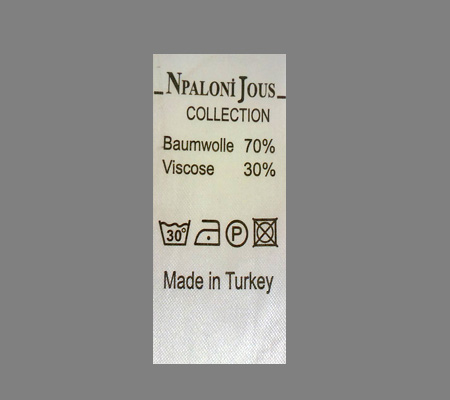 NPALONİ JOUS
COLLECTION
Baumwolle 70%
Viscose 30%
30°
P
Made in Turkey